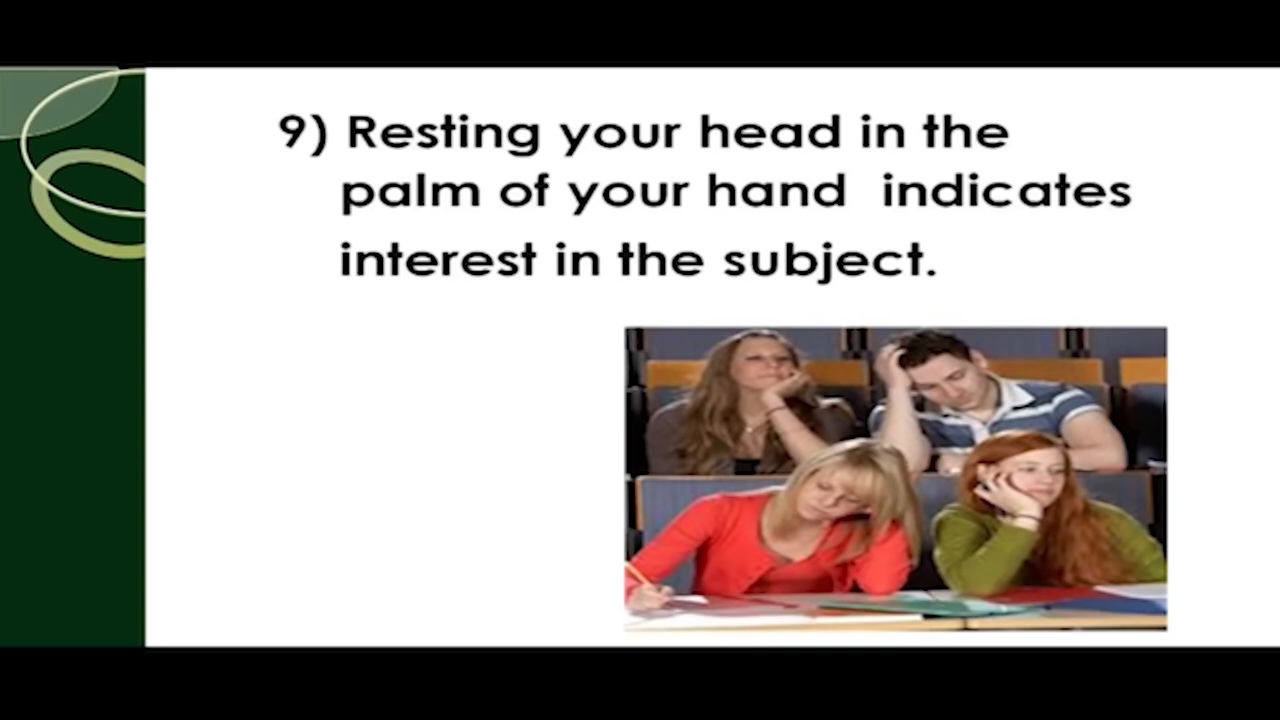 9) Resting your head in the
palm of your hand indicates
interest in the subject.